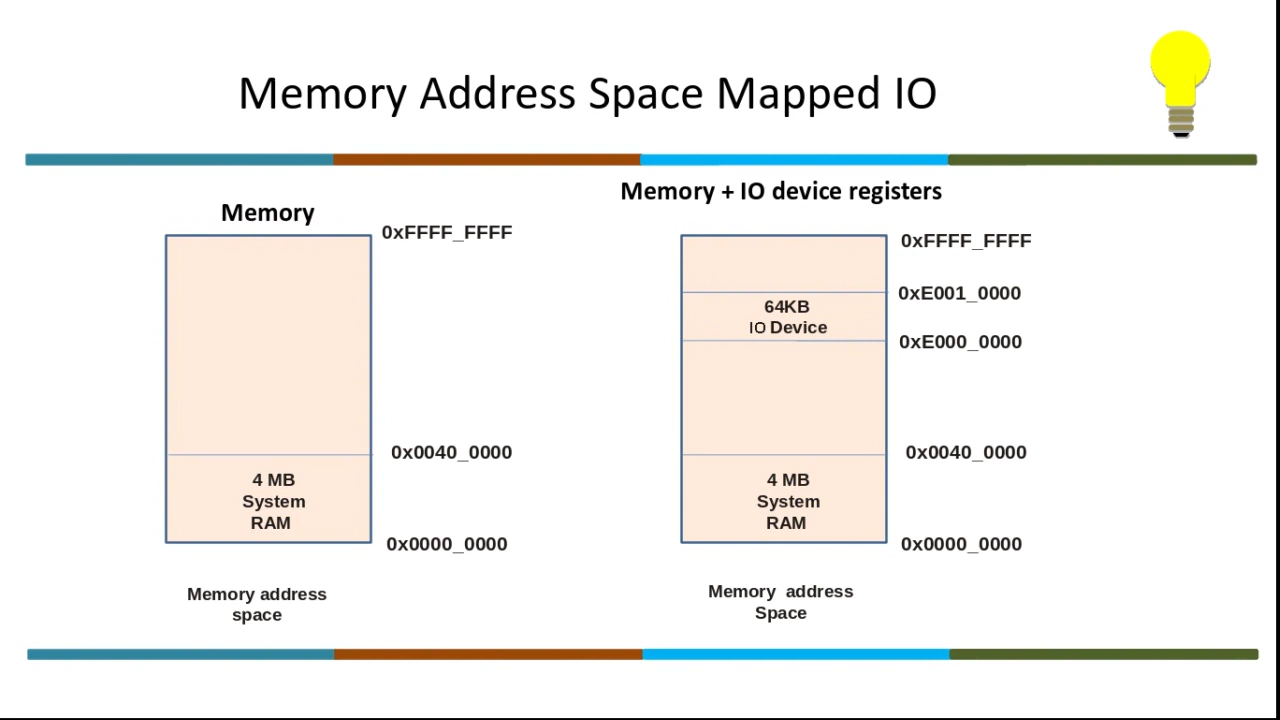 Memory Address Space Mapped IO
Memory
0xFFFF_FFFF
0x0040_0000
4 MB
System
RAM
0x0000_0000
Memory address
space
Memory + IO device registers
0xFFFF_FFFF
0xE001_0000
64KB
IO Device
0xE000_0000
0x0040_0000
4 MB
System
RAM
0x0000_0000
Memory address
Space